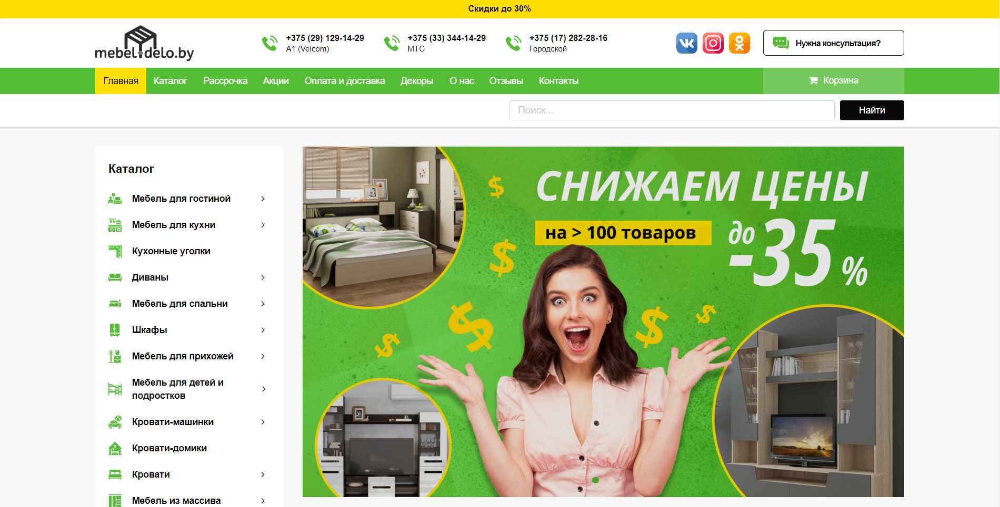 Скидки до 30%
mebel-delo.by
+375 (29) 129-14-29
A1 (Velcom)
+375 (33) 344-14-29
МТС
+375 (17) 282-28-16
Городской
Нужна консультация?
Главная
Каталог
Рассрочка
Акции
Оплата и доставка
Декоры
О нас
Отзывы
Контакты
Корзина
Поиск...
Найти
Каталог
Мебель для гостиной
Мебель для кухни
Кухонные уголки
Диваны
Мебель для спальни
Шкафы
Мебель для прихожей
Мебель для детей и
подростков
Кровати-машинки
Кровати-домики
Кровати
Мебель из массива
СНИЖАЕМ ЦЕНЫ
на > 100 товаров
до
-35 %